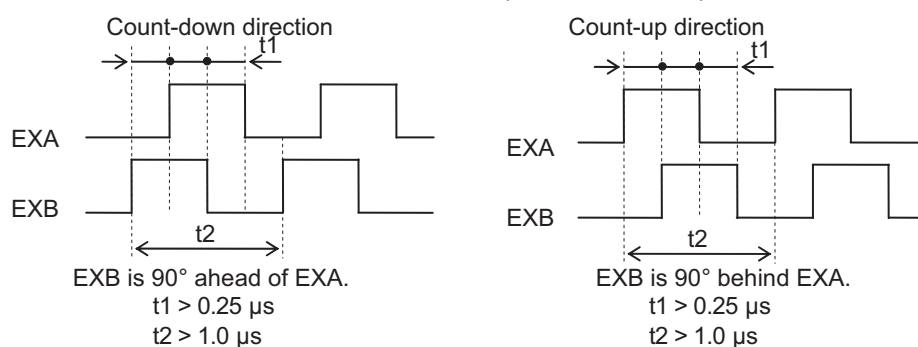 Count-down direction
t1
EXA
EXB
t2
EXB is 90° ahead of EXA.
t1 > 0.25 µs
t2 > 1.0 µs
Count-up direction
t1
EXA
EXB
t2
EXB is 90° behind EXA.
t1 > 0.25 µs
t2 > 1.0 µs